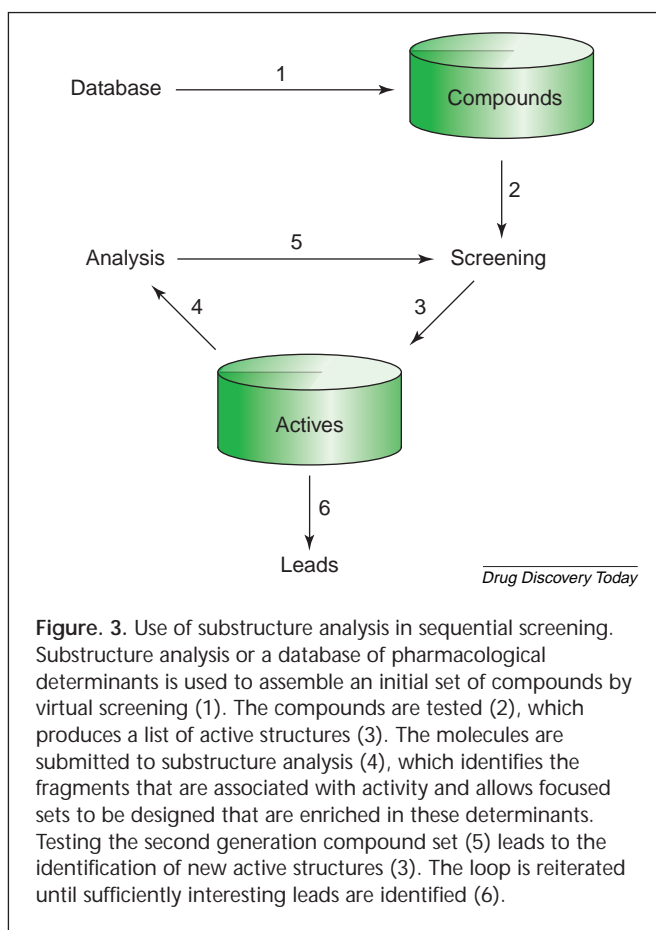 1
Database
Compounds
2
5
Analysis
Screening
4
3
Actives
6
Leads
Drug Discovery Today
Figure. 3. Use of substructure analysis in sequential screening.
Substructure analysis or a database of pharmacological
determinants is used to assemble an initial set of compounds by
virtual screening (1). The compounds are tested (2), which
produces a list of active structures (3). The molecules are
submitted to substructure analysis (4), which identifies the
fragments that are associated with activity and allows focused
sets to be designed that are enriched in these determinants.
Testing the second generation compound set (5) leads to the
identification of new active structures (3). The loop is reiterated
until sufficiently interesting leads are identified (6).